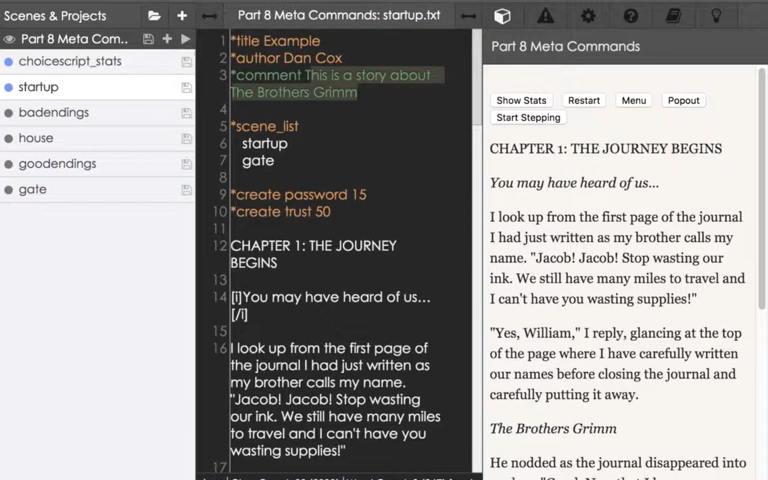 Scenes & Projects
Part 8 Meta Com...
choicescript_stats
startup
badendings
house
goodendings
gate
Part 8 Meta Commands: startup.txt
1 *title Example
2 *author Dan Cox
3 *comment This is a story about
The Brothers Grimm
4
5 *scene_list
6 startup
7 gate
8
9 *create password 15
10 *create trust 50
11
12 CHAPTER 1: THE JOURNEY
BEGINS
13
14 [i]You may have heard of us...
[/i]
15
16 I look up from the first page of
the journal I had just written as
my brother calls my name.
"Jacob! Jacob! Stop wasting
our ink. We still have many miles
to travel and I can't have you
wasting supplies!"
17
Part 8 Meta Commands
Show Stats Restart Menu Popout
Start Stepping
CHAPTER 1: THE JOURNEY BEGINS
You may have heard of us...
I look up from the first page of the journal
I had just written as my brother calls my
name. "Jacob! Jacob! Stop wasting our
ink. We still have many miles to travel and
I can't have you wasting supplies!"
"Yes, William," I reply, glancing at the top
of the page where I have carefully written
our names before closing the journal and
carefully putting it away.
The Brothers Grimm
He nodded as the journal disappeared into